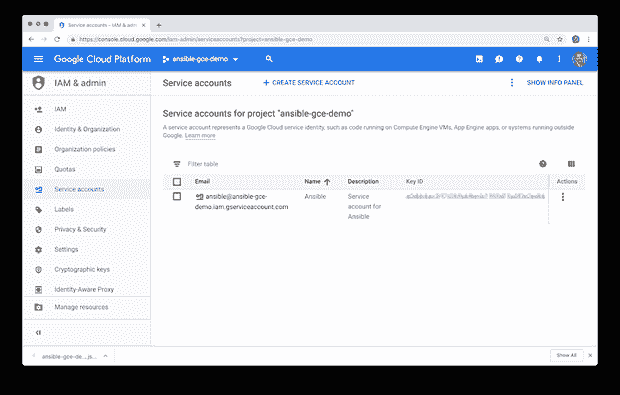 Service accounts - IAM & admin
https://console.cloud.google.com/iam-admin/serviceaccounts?project=ansible-gce-demo
Google Cloud Platform
ansible-gce-demo
IAM & admin
Service accounts
+ CREATE SERVICE ACCOUNT
SHOW INFO PANEL
IAM
Identity & Organization
Organization policies
Quotas
Service accounts
Labels
Privacy & Security
Settings
Cryptographic keys
Identity-Aware Proxy
Manage resources
Service accounts for project "ansible-gce-demo"
A service account represents a Google Cloud service identity, such as code running on Compute Engine VMs, App Engine apps, or systems running outside
Google. Learn more
Filter table
Email Name Description Key ID Actions
ansible@ansible-gce- Ansible Service
demo.iam.gserviceaccount.com account for
Ansible
ansible-gce-de....js...
Show All